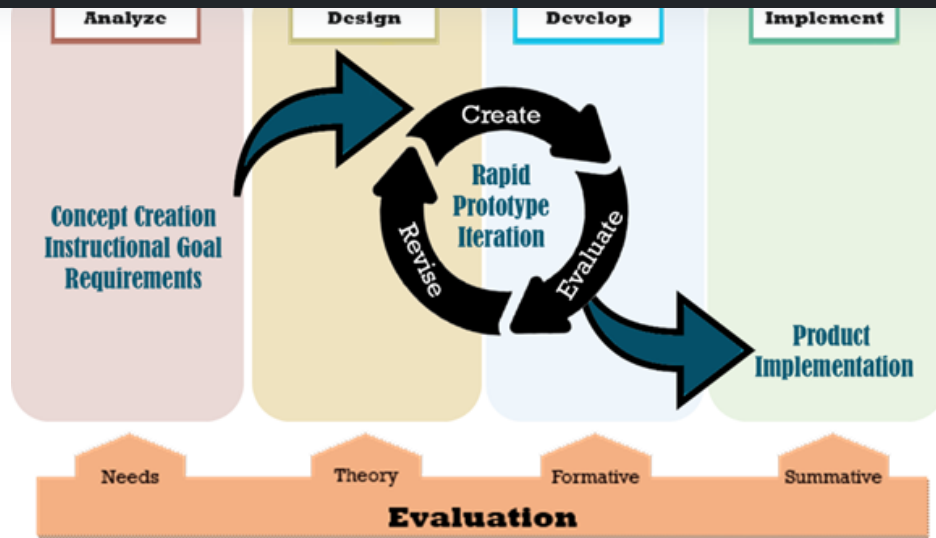 Analyze
Design
Develop
Implement
Create
Rapid
Prototype
Iteration
Evaluate
Revise
Concept Creation
Instructional Goal
Requirements
Product
Implementation
Needs
Theory
Formative
Summative
Evaluation